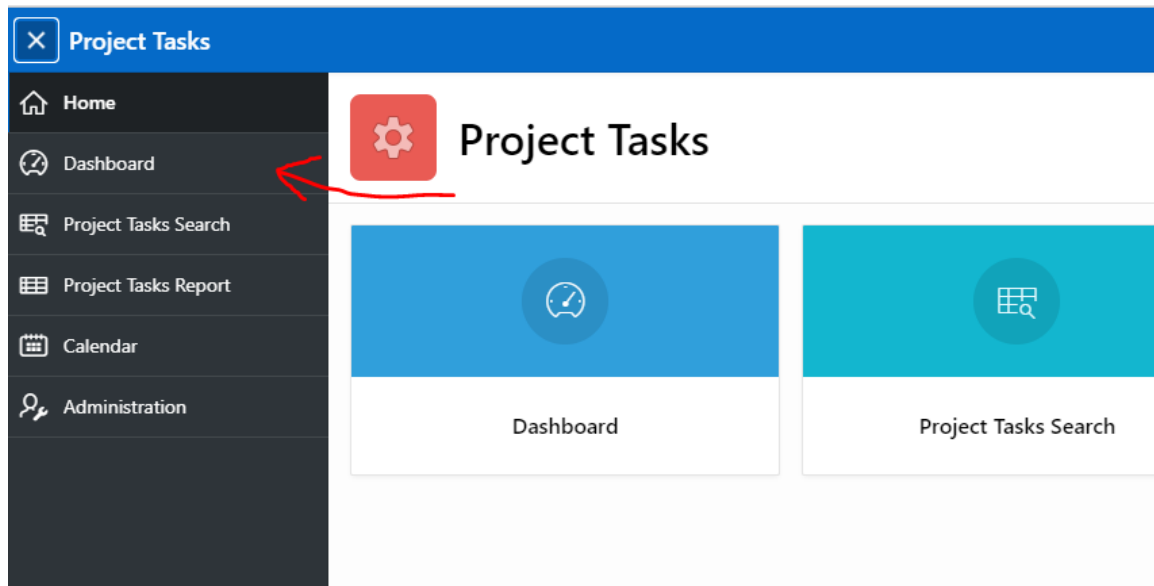 Project Tasks
Home
Dashboard
Project Tasks Search
Project Tasks Report
Calendar
Administration
Project Tasks
Dashboard
Project Tasks Search